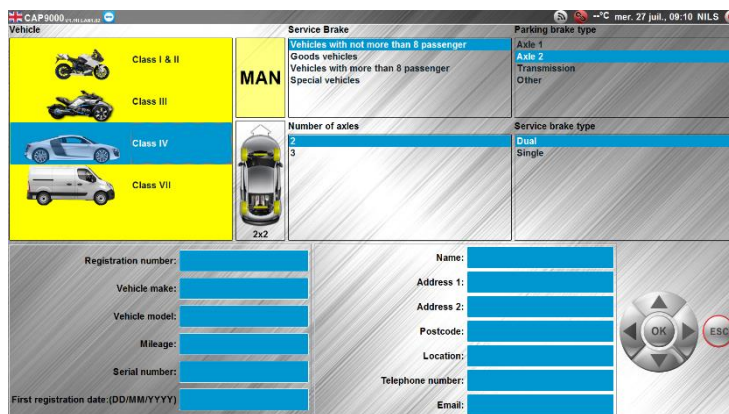 CAP9000
--°C mer. 27 juil., 09:10 NILS
Vehicle
Class I & II
Class III
Class IV
Class VII
MAN
2x2
Service Brake
Vehicles with not more than 8 passenger
Goods vehicles
Vehicles with more than 8 passenger
Special vehicles
Parking brake type
Axle 1
Axle 2
Transmission
Other
Number of axles
2
3
Service brake type
Dual
Single
Registration number:
Vehicle make:
Vehicle model:
Mileage:
Serial number:
First registration date:(DD/MM/YYYY)
Name:
Address 1:
Address 2:
Postcode:
Location:
Telephone number:
Email:
OK
ESC